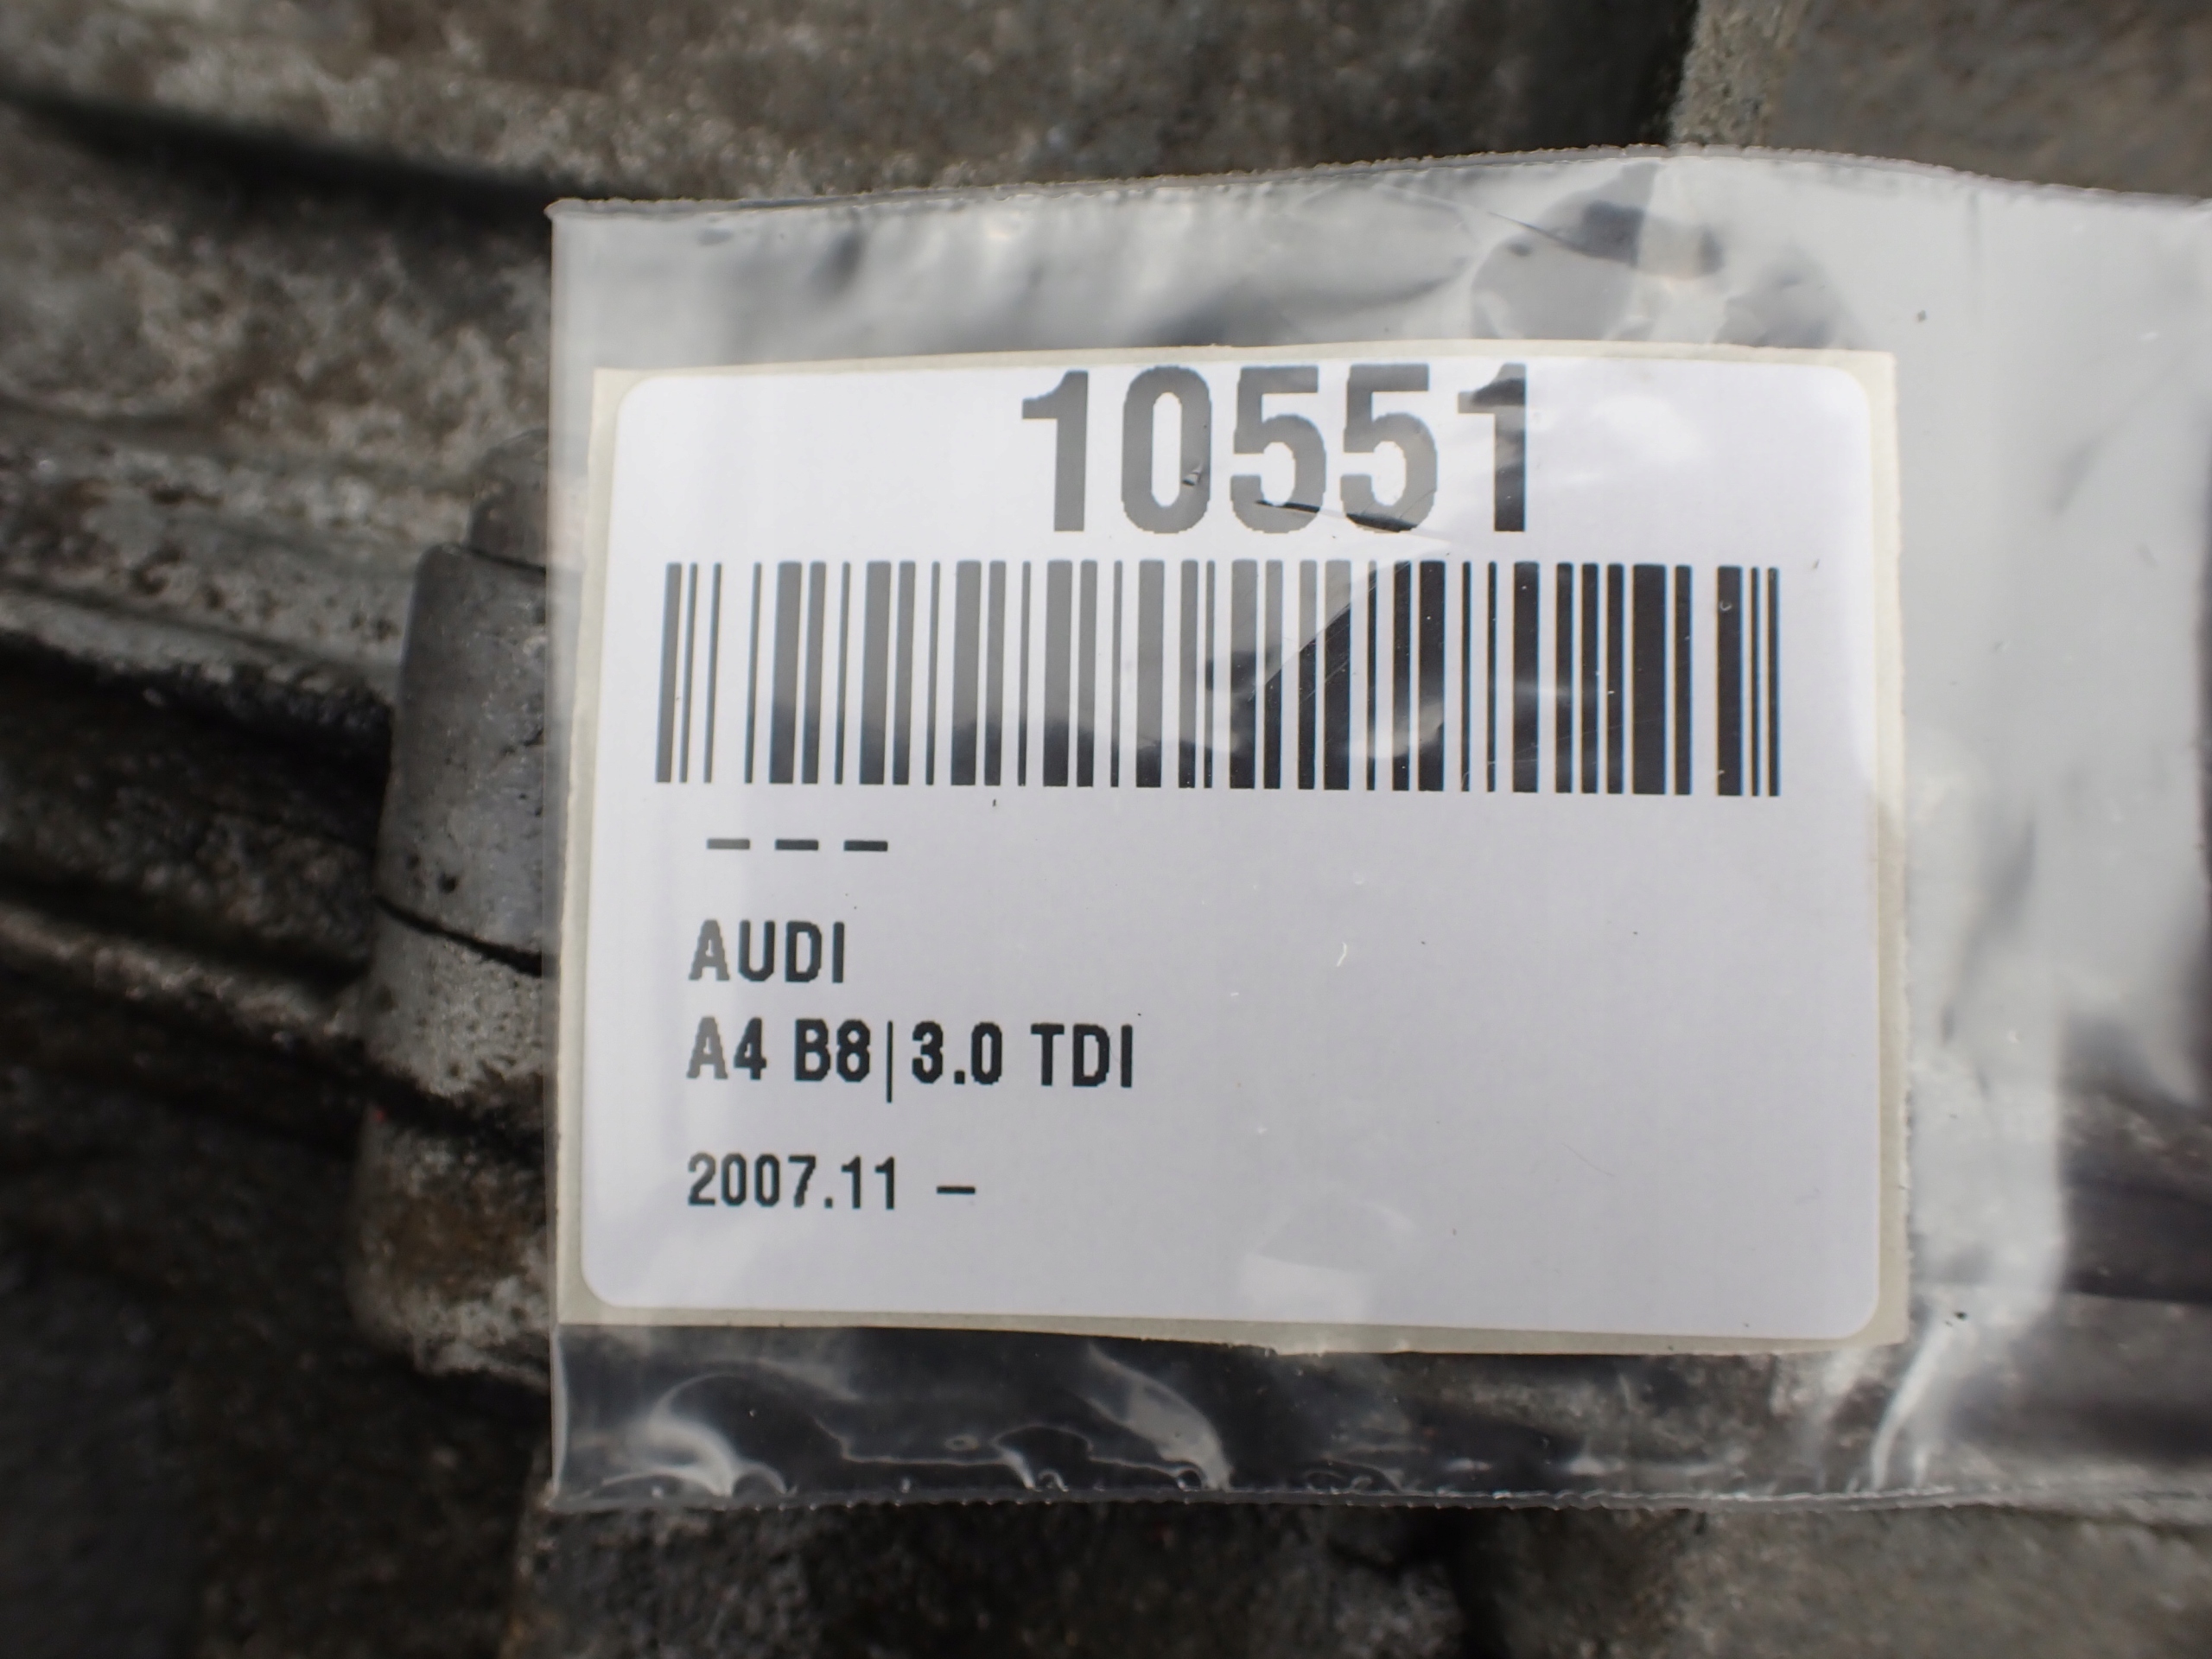 10551
– – –
AUDI
A4 B8|3.0 TDI
2007.11 –